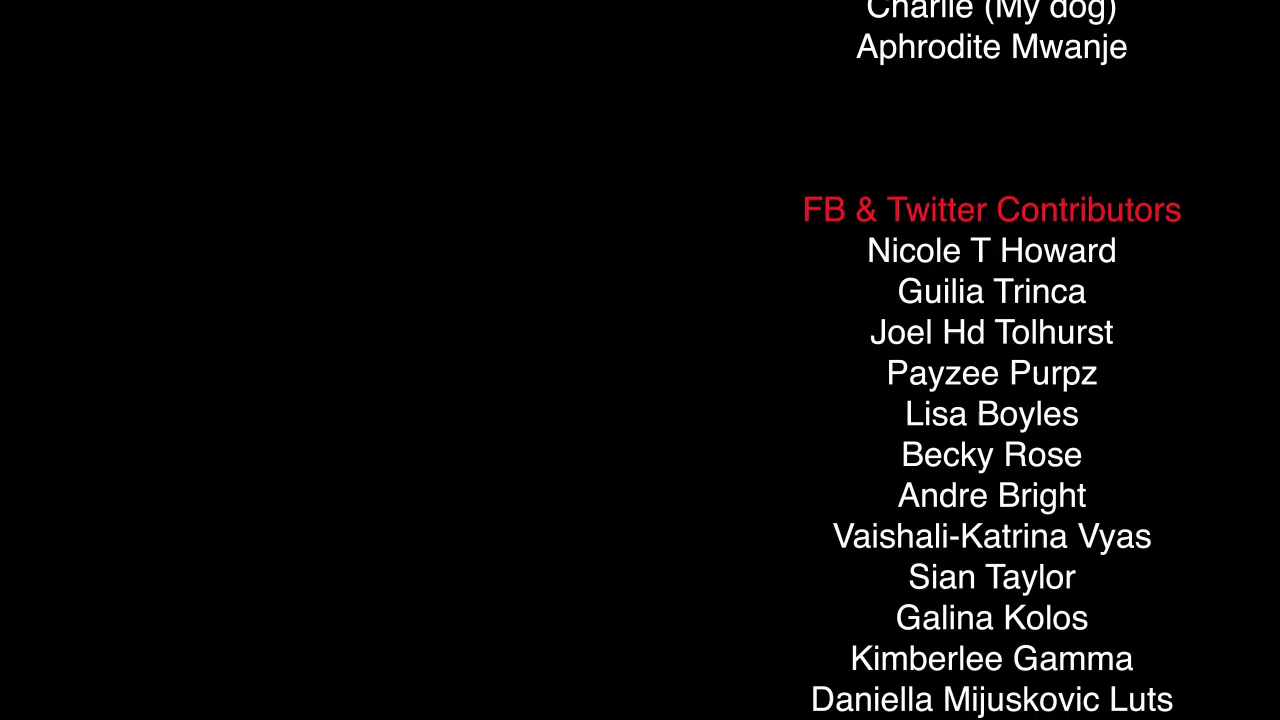 Charlie (My dog)
Aphrodite Mwanje
FB & Twitter Contributors
Nicole T Howard
Guilia Trinca
Joel Hd Tolhurst
Payzee Purpz
Lisa Boyles
Becky Rose
Andre Bright
Vaishali-Katrina Vyas
Sian Taylor
Galina Kolos
Kimberlee Gamma
Daniella Mijuskovic Luts